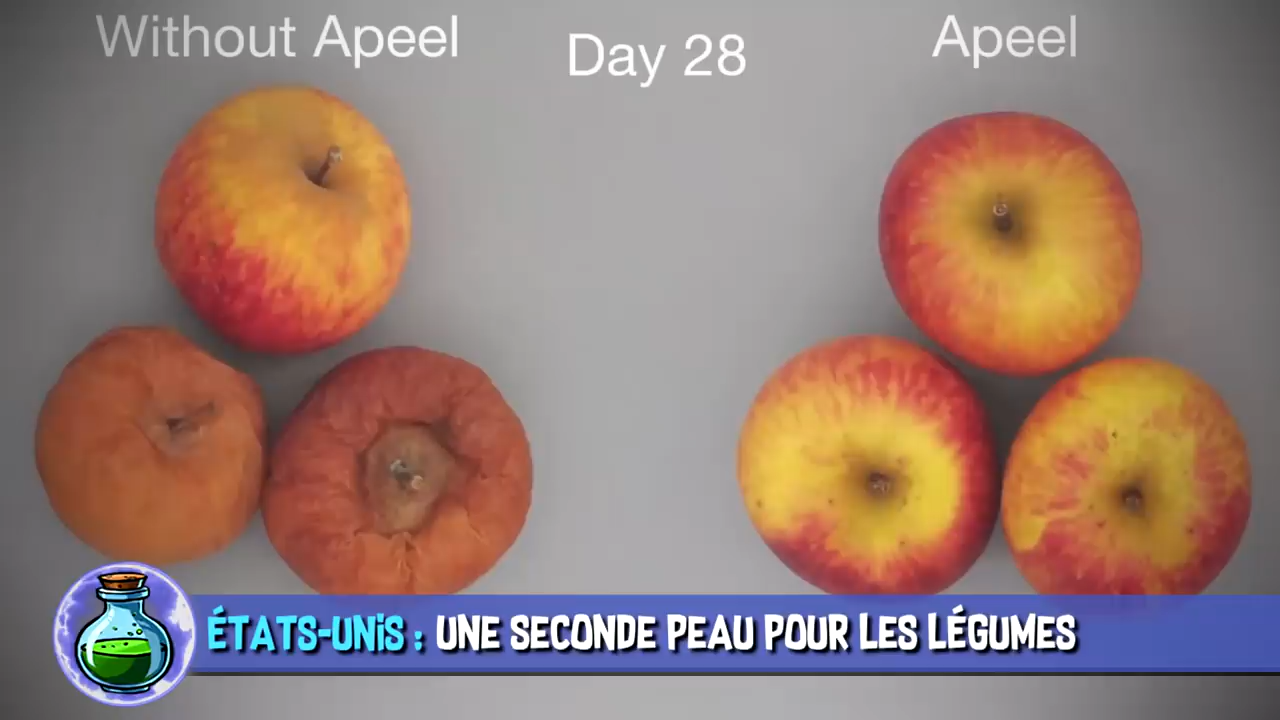 Without Apeel
Day 28
Apeel
ÉTATS-UNIS : UNE SECONDE PEAU POUR LES LÉGUMES